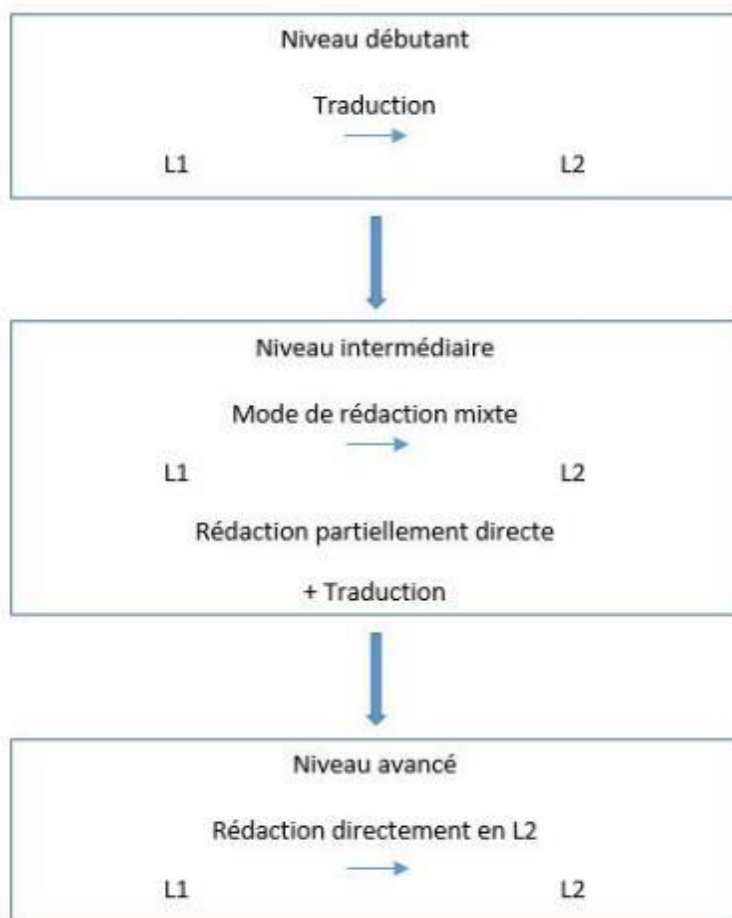 Niveau débutant
Traduction
L1 L2
Niveau intermédiaire
Mode de rédaction mixte
L1 L2
Rédaction partiellement directe
+ Traduction
Niveau avancé
Rédaction directement en L2
L1 L2